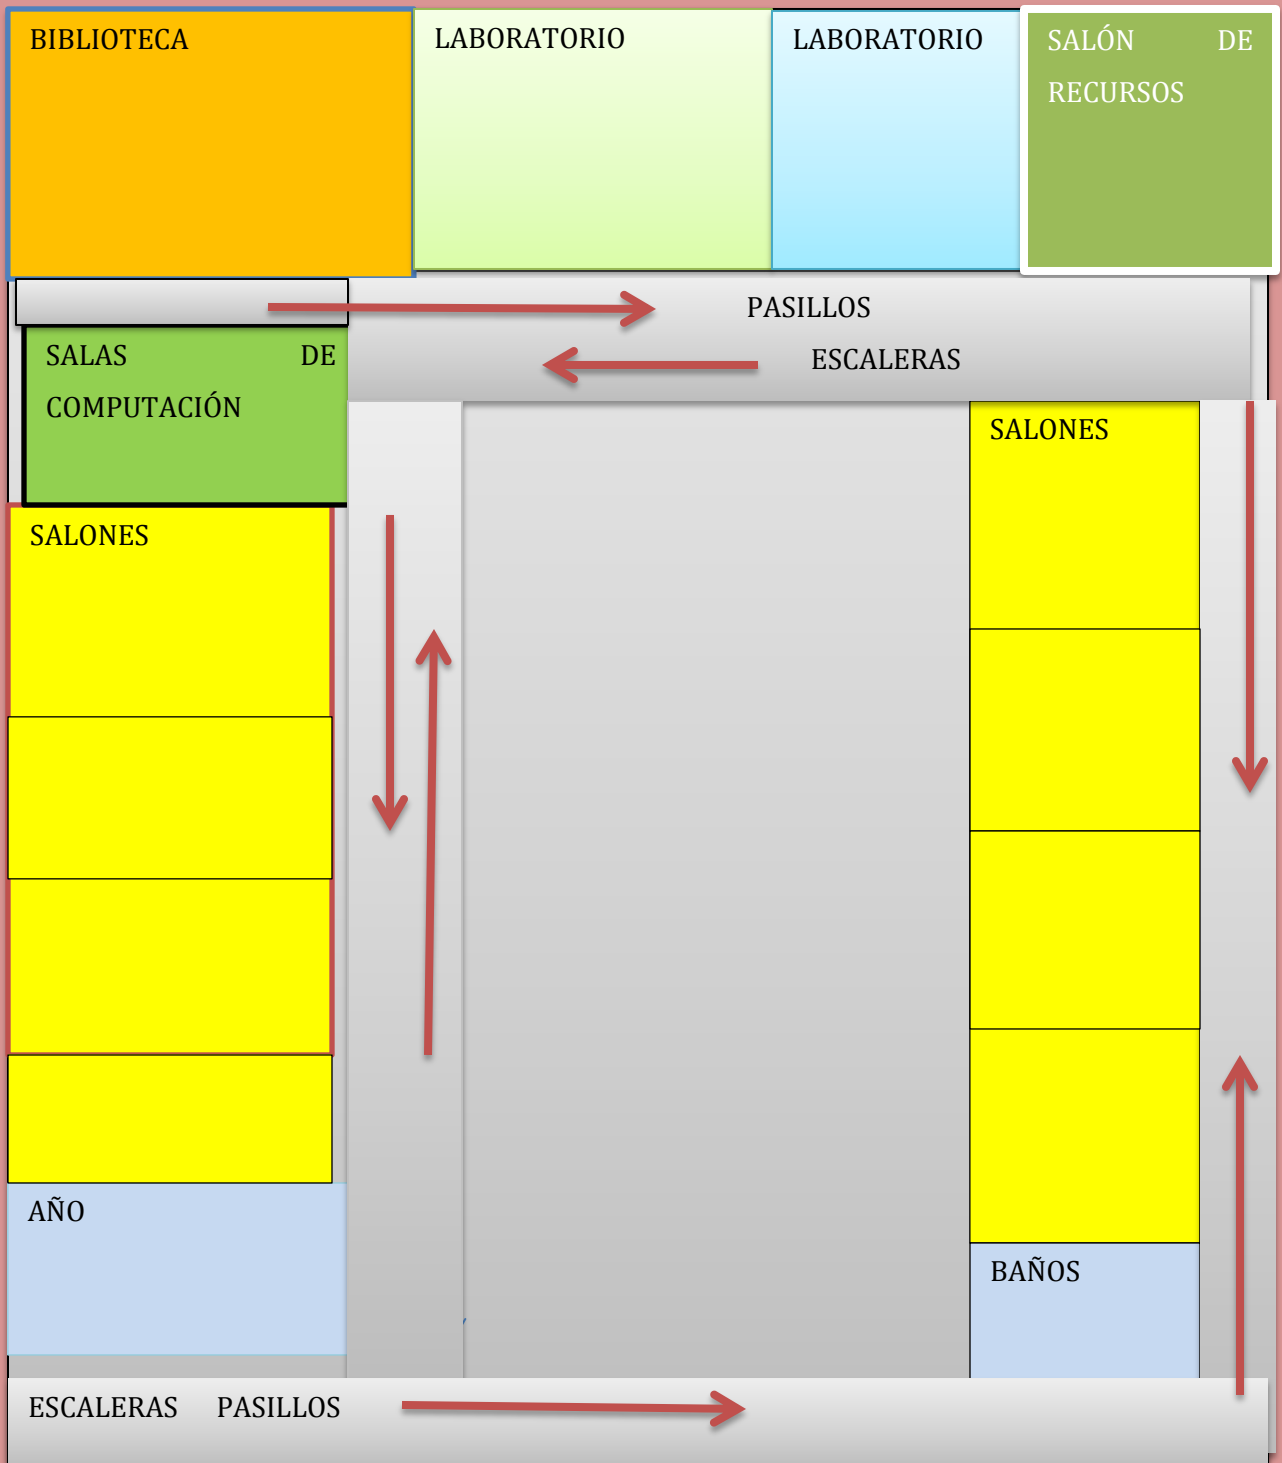 BIBLIOTECA
LABORATORIO
LABORATORIO
SALÓN DE
RECURSOS
PASILLOS
ESCALERAS
SALAS DE
COMPUTACIÓN
SALONES
SALONES
AÑO
BAÑOS
ESCALERAS PASILLOS